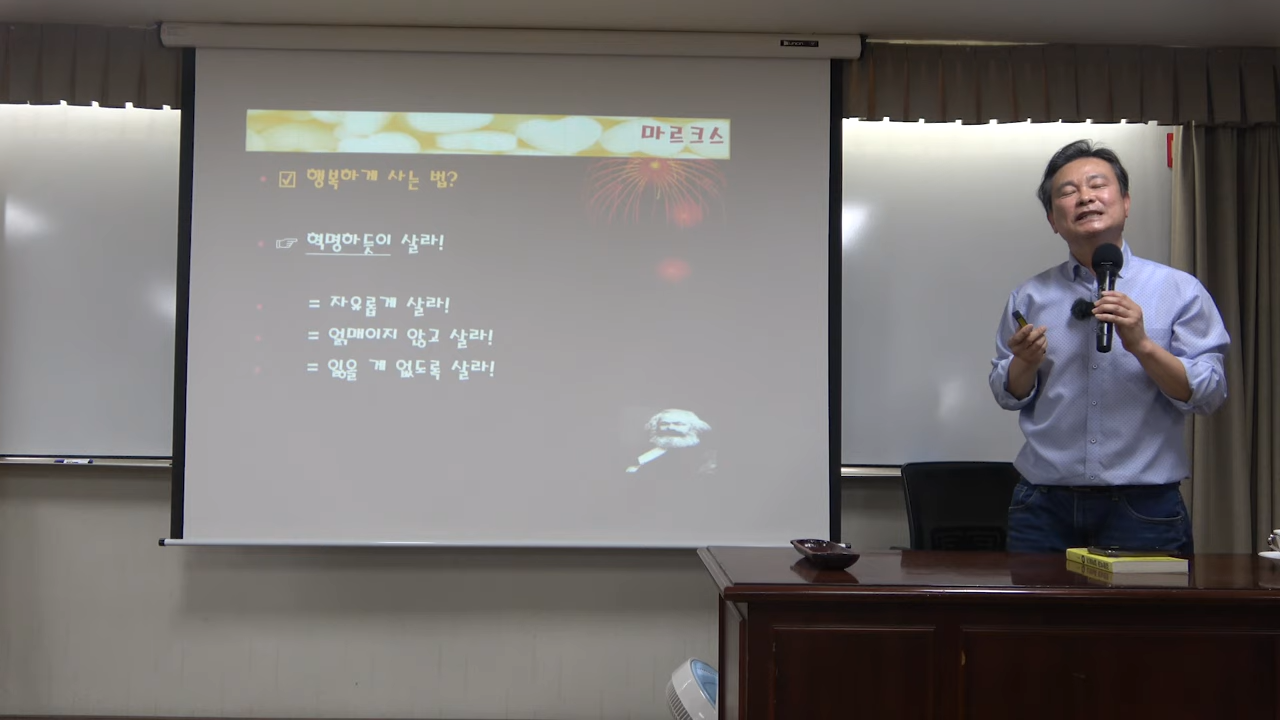 마르크스
☑ 행복하게 사는 법?
☞ 혁명하듯이 살라!
= 자유롭게 살라!
= 얽매이지 않고 살라!
= 잃을 게 없도록 살라!